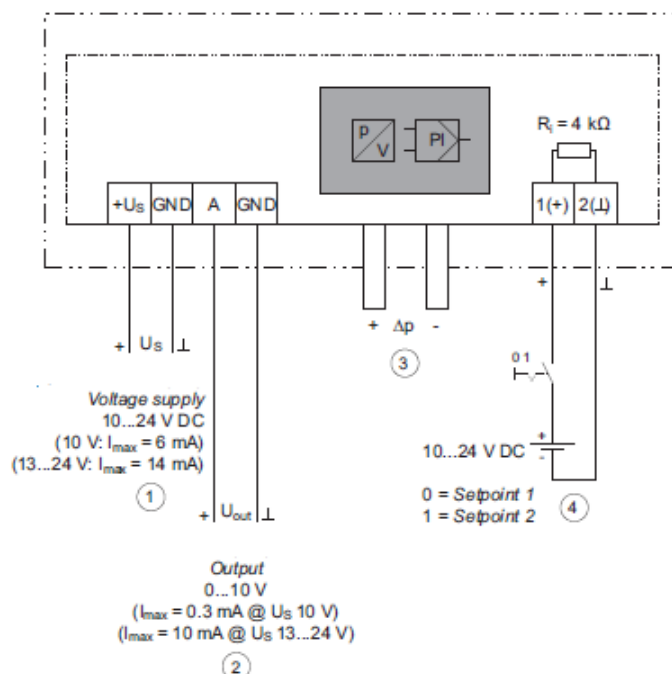 p
V
PI
Rᵢ = 4 kΩ
+Uₛ GND A GND
1(+) 2(⊥)
+ ⊥
+ Uₛ ⊥
+ Δp -
3
0 1
Voltage supply
10...24 V DC
(10 V: Iₘₐₓ = 6 mA)
(13...24 V: Iₘₐₓ = 14 mA)
1
+
10...24 V DC
-
0 = Setpoint 1
1 = Setpoint 2
4
+ Uₒᵤₜ ⊥
Output
0...10 V
(Iₘₐₓ = 0.3 mA @ Uₛ 10 V)
(Iₘₐₓ = 10 mA @ Uₛ 13...24 V)
2